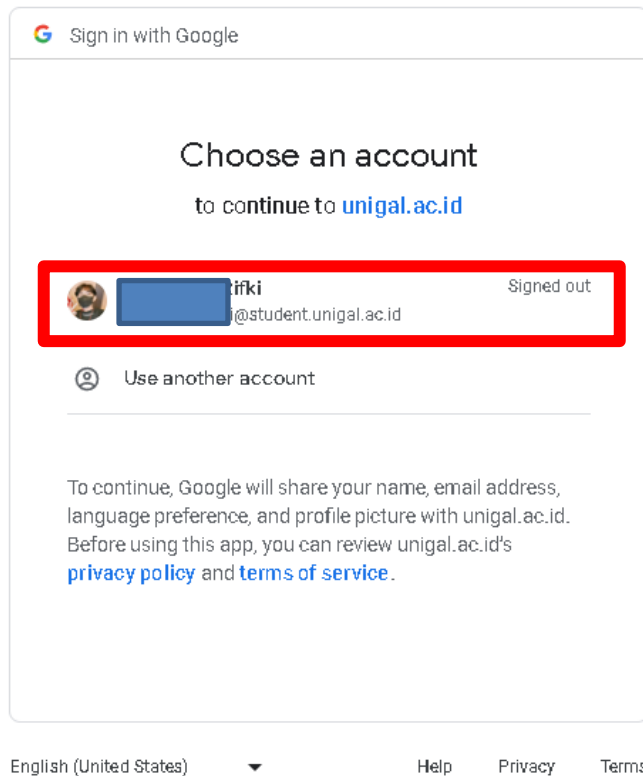 Sign in with Google
Choose an account
to continue to unigal.ac.id
ifki
Signed out
i@student.unigal.ac.id
Use another account
To continue, Google will share your name, email address,
language preference, and profile picture with unigal.ac.id.
Before using this app, you can review unigal.ac.id's
privacy policy and terms of service.
English (United States)
Help
Privacy
Terms